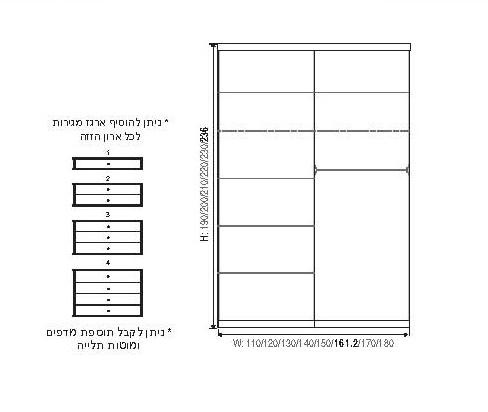 * ניתן להוסיף ארגז מגירות
לכל ארון הזזה
1
2
3
4
* ניתן לקבל תוספת מדפים
ומוטות תלייה
H: 190/200/210/220/230/236
W: 110/120/130/140/150/161.2/170/180